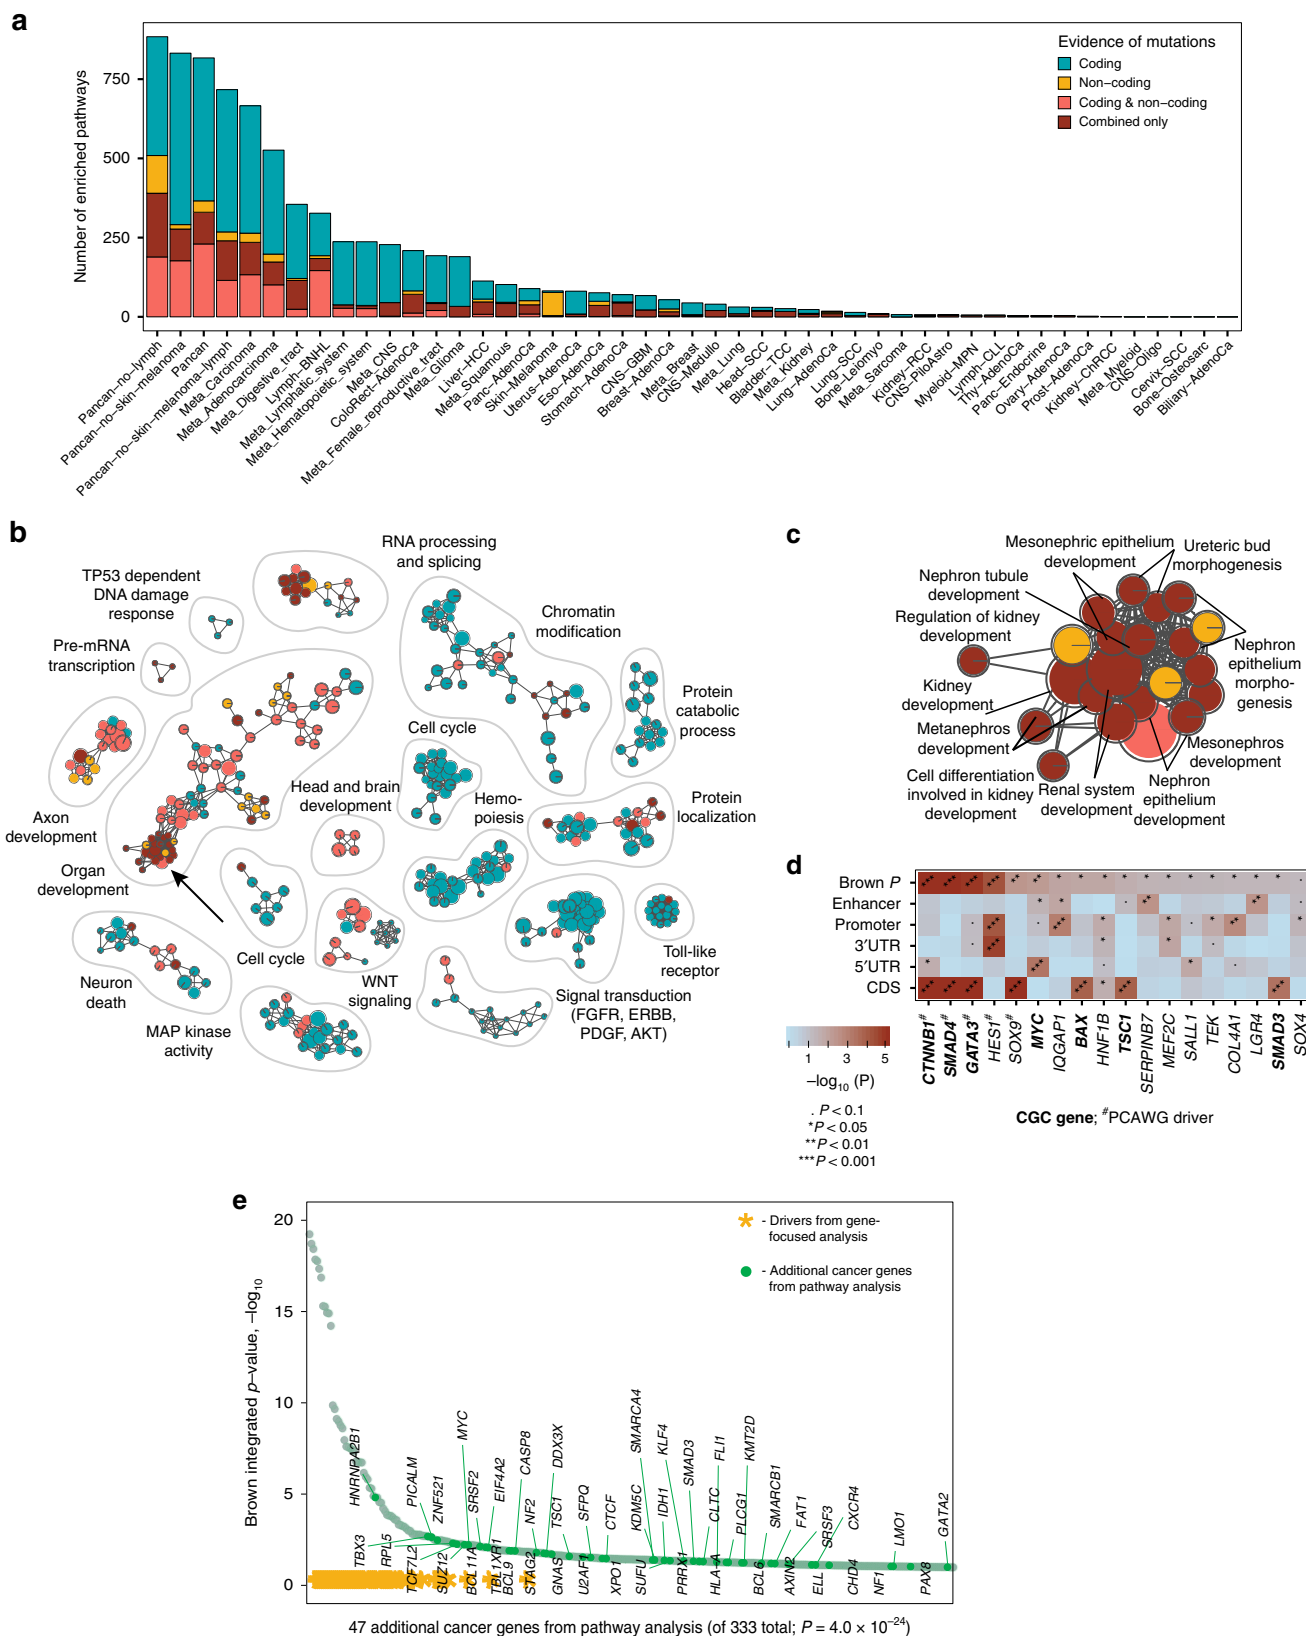 a
Number of enriched pathways
750
500
250
0
Evidence of mutations
Coding
Non–coding
Coding & non–coding
Combined only
Pancan–no–lymph
Pancan–no–skin–melanoma
Pancan
Pancan–no–skin–melanoma–lymph
Meta_Carcinoma
Meta_Adenocarcinoma
Meta_Digestive_tract
Lymph–BNHL
Meta_Lymphatic_system
Meta_Hematopoietic_system
Meta_CNS
ColoRect–AdenoCa
Meta_Female_reproductive_tract
Meta_Glioma
Liver–HCC
Meta_Squamous
Panc–AdenoCa
Skin–Melanoma
Uterus–AdenoCa
Eso–AdenoCa
Stomach–AdenoCa
CNS–GBM
Breast–AdenoCa
Meta_Breast
CNS–Medullo
Meta_Lung
Head–SCC
Bladder–TCC
Meta_Kidney
Lung–AdenoCa
Lung–SCC
Bone–Leiomyo
Meta_Sarcoma
Kidney–RCC
CNS–PiloAstro
Myeloid–MPN
Lymph–CLL
Thy–AdenoCa
Panc–Endocrine
Ovary–AdenoCa
Prost–AdenoCa
Kidney–ChRCC
Meta_Myeloid
CNS–Oligo
Cervix–SCC
Bone–Osteosarc
Biliary–AdenoCa
b
RNA processing
and splicing
TP53 dependent
DNA damage
response
Chromatin
modification
Pre-mRNA
transcription
Protein
catabolic
process
Cell cycle
Head and brain
development
Hemo-
poiesis
Protein
localization
Axon
development
Organ
development
Cell cycle
WNT
signaling
Toll-like
receptor
Neuron
death
Signal transduction
(FGFR, ERBB,
PDGF, AKT)
MAP kinase
activity
c
Mesonephric epithelium
development
Ureteric bud
morphogenesis
Nephron tubule
development
Regulation of kidney
development
Nephron
epithelium
morpho-
genesis
Kidney
development
Metanephros
development
Mesonephros
development
Cell differentiation
involved in kidney
development
Renal system
development
Nephron
epithelium
development
d
Brown P
Enhancer
Promoter
3′UTR
5′UTR
CDS
CTNNB1#
SMAD4#
GATA3#
HES1#
SOX9#
MYC
IQGAP1
BAX
HNF1B
TSC1
SERPINB7
MEF2C
SALL1
TEK
COL4A1
LGR4
SMAD3
SOX4
1 3 5
–log10 (P)
. P < 0.1
*P < 0.05
**P < 0.01
***P < 0.001
CGC gene; #PCAWG driver
e
Brown integrated p–value, –log10
20
15
10
5
0
- Drivers from gene-
focused analysis
- Additional cancer genes
from pathway analysis
HNRNPA2B1
PICALM
ZNF521
MYC
SRSF2
EIF4A2
CASP8
NF2
DDX3X
TSC1
SFPQ
CTCF
KDM5C
SMARCA4
IDH1
KLF4
SMAD3
CLTC
FLI1
PLCG1
KMT2D
SMARCB1
FAT1
SRSF3
CXCR4
LMO1
GATA2
TBX3
RPL5
TCF7L2
SUZ12
BCL11A
TBL1XR1
BCL9
STAG2
GNAS
U2AF1
XPO1
SUFU
PRRX1
HLA–A
BCL6
AXIN2
ELL
CHD4
NF1
PAX8
47 additional cancer genes from pathway analysis (of 333 total; P = 4.0 × 10–24)